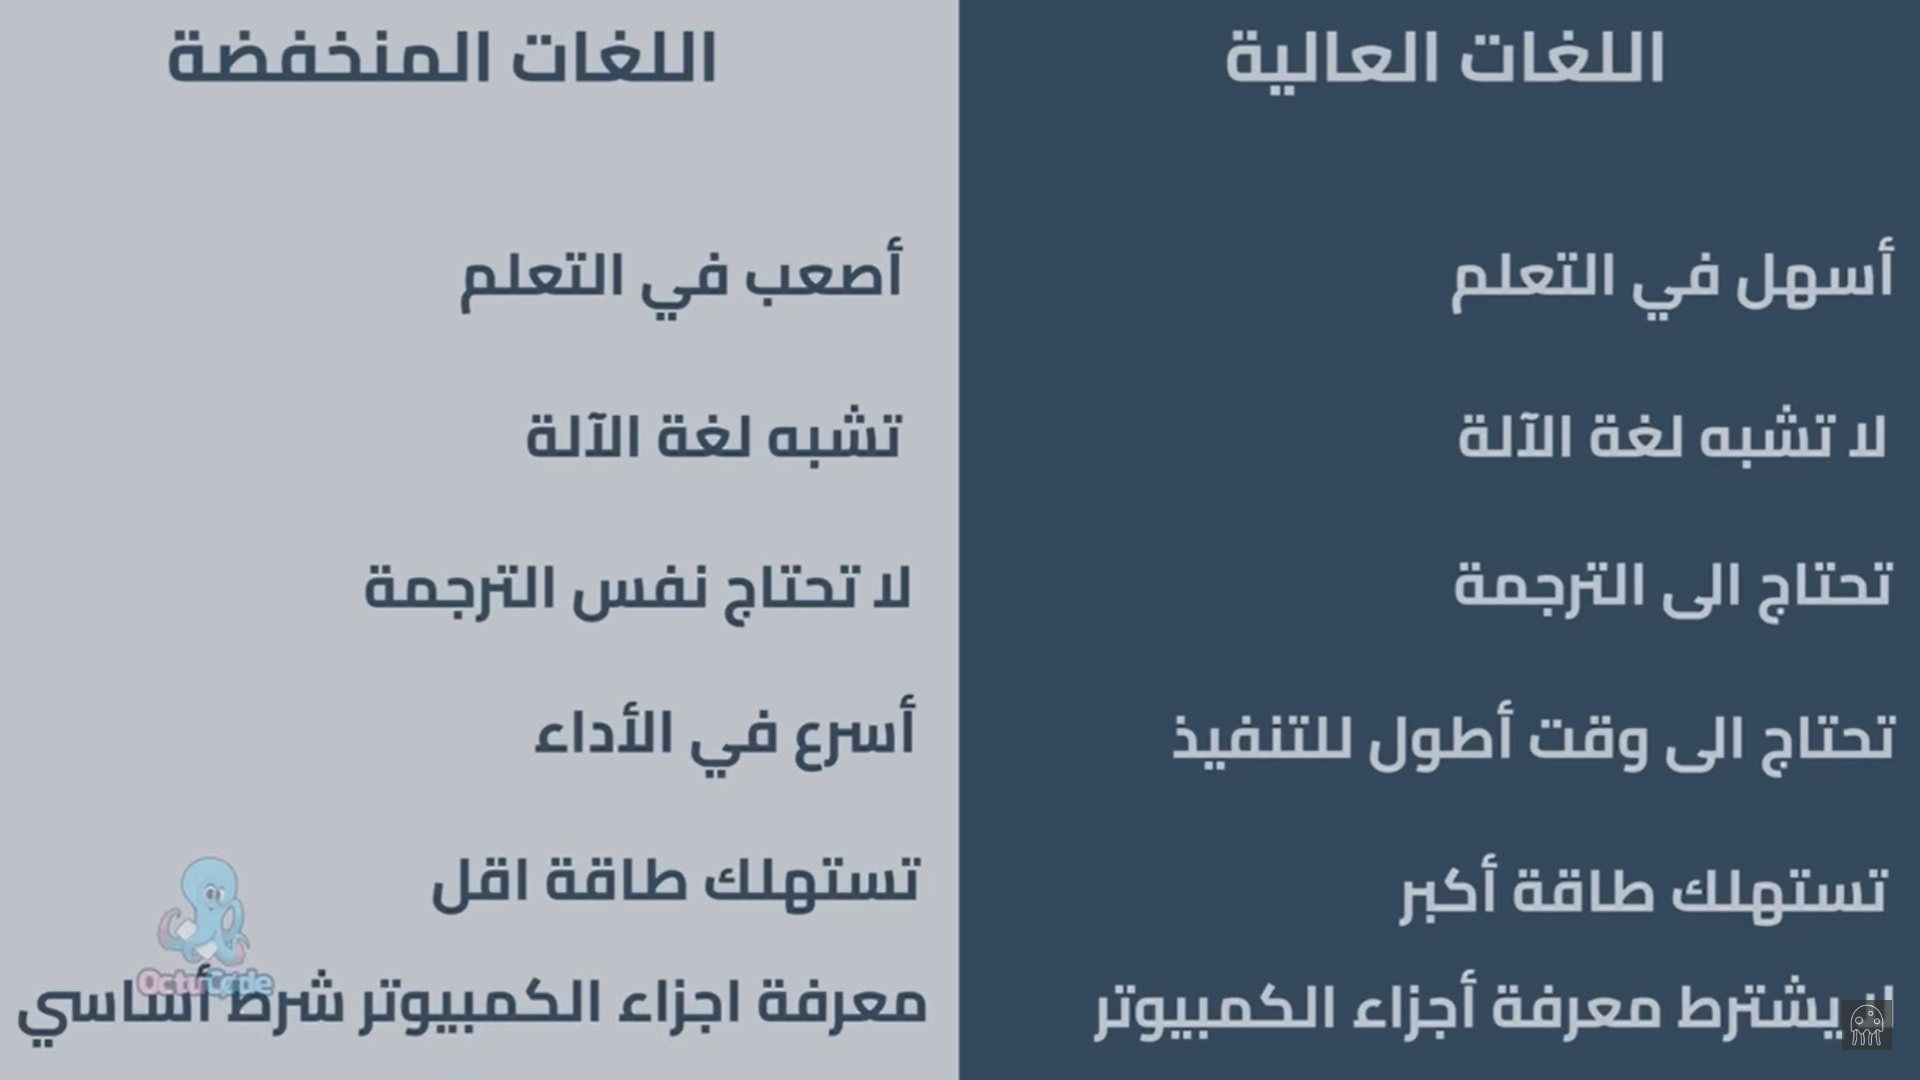 اللغات العالية
أسهل في التعلم
لا تشبه لغة الآلة
تحتاج الى الترجمة
تحتاج الى وقت أطول للتنفيذ
تستهلك طاقة أكبر
لا يشترط معرفة أجزاء الكمبيوتر
اللغات المنخفضة
أصعب في التعلم
تشبه لغة الآلة
لا تحتاج نفس الترجمة
أسرع في الأداء
تستهلك طاقة اقل
معرفة اجزاء الكمبيوتر شرط أساسي
OctuCode